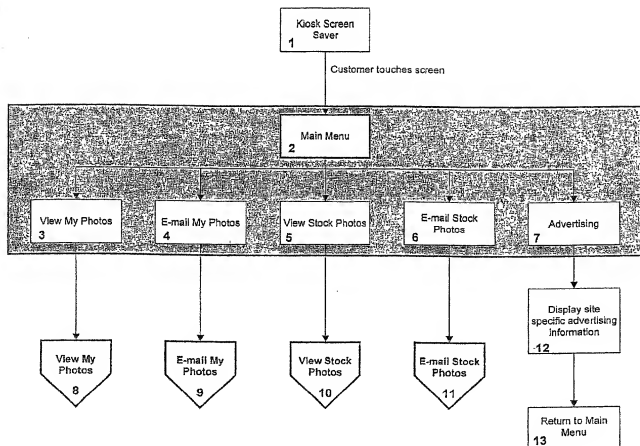 Kiosk Screen
Saver
1
Customer touches screen
Main Menu
2
View My Photos
3
E-mail My Photos
4
View Stock Photos
5
E-mail Stock
Photos
6
Advertising
7
Display site
specific advertising
information
12
View My
Photos
8
E-mail My
Photos
9
View Stock
Photos
10
E-mail Stock
Photos
11
Return to Main
Menu
13